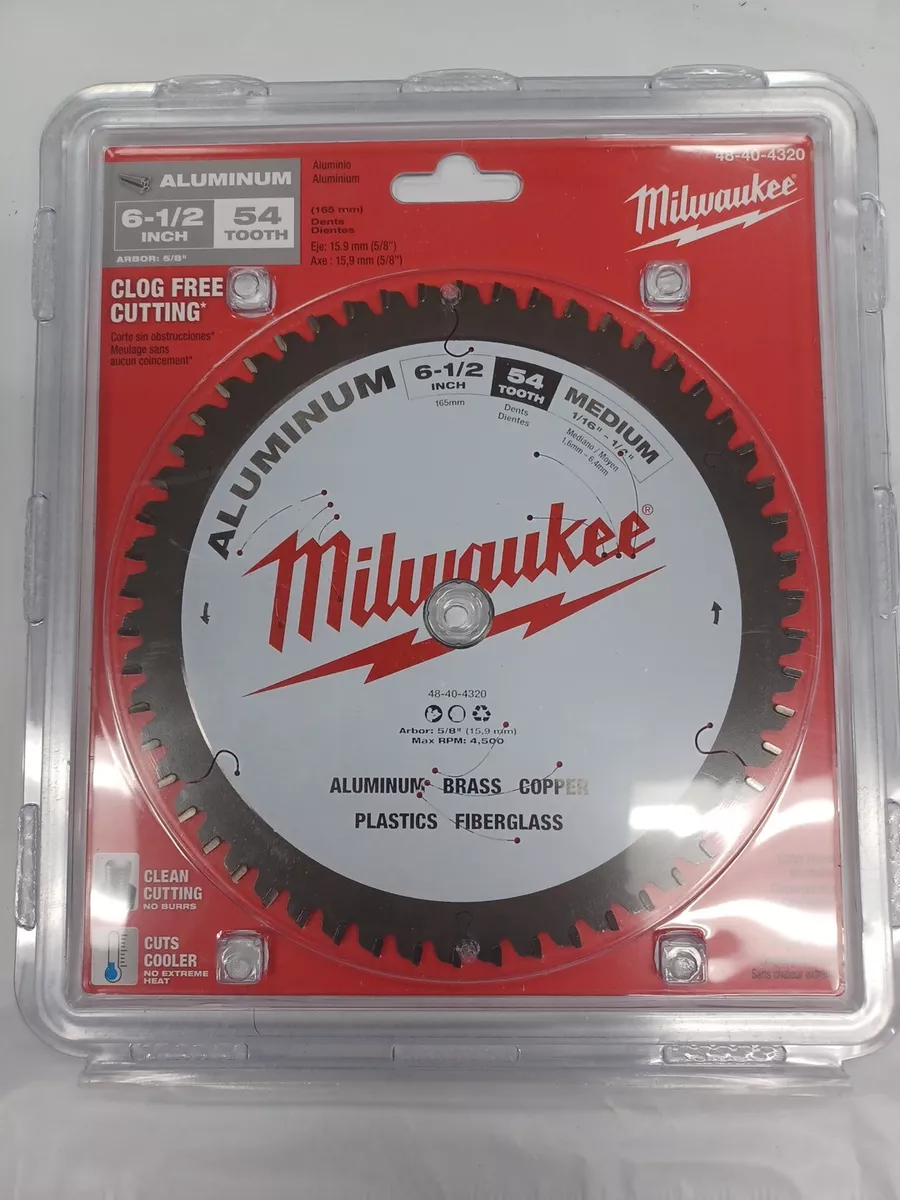 48-40-4320
Milwaukee®
ALUMINUM
6-1/2
INCH
54
TOOTH
ARBOR: 5/8"
Aluminio
Aluminium
(165 mm)
Dents
Dientes
Eje: 15.9 mm (5/8")
Axe : 15,9 mm (5/8")
CLOG FREE
CUTTING*
Corte sin obstrucciones*
Meulage sans
aucun coincement*
ALUMINUM
6-1/2
INCH
165mm
54
TOOTH
Dents
Dientes
MEDIUM
1/16" -
Mediano / Moyen
1,6mm - 6,4mm
Milwaukee®
48-40-4320
Arbor: 5/8" (15,9 mm)
Max RPM: 4,500
ALUMINUM BRASS COPPER
PLASTICS FIBERGLASS
CLEAN
CUTTING
NO BURRS
CUTS
COOLER
NO EXTREME
HEAT
Sans chaleur